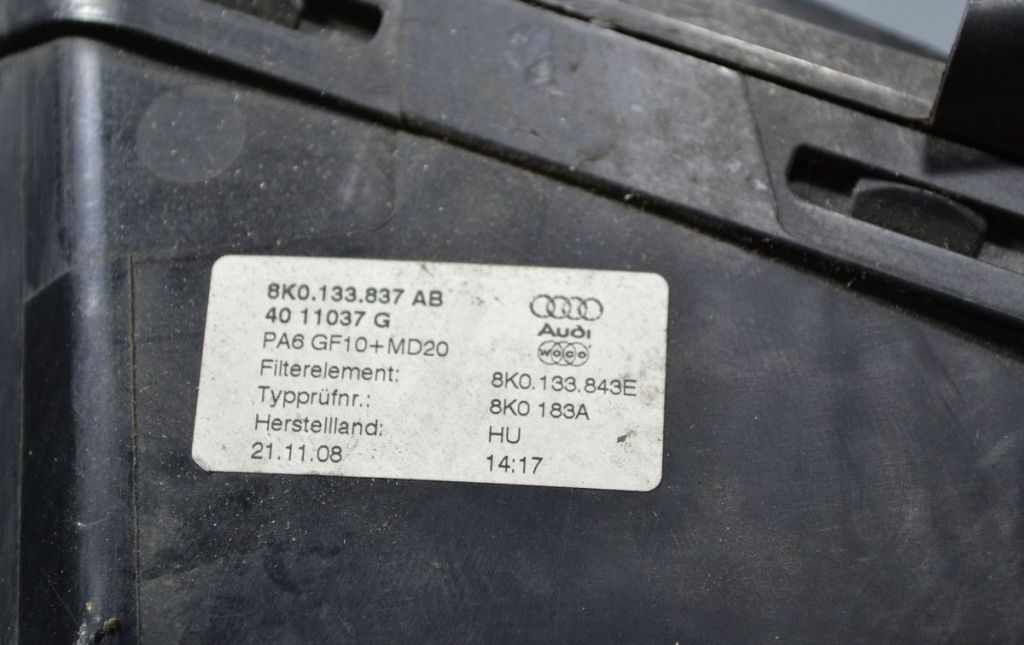 8K0.133.837 AB
40 11037 G
PA6 GF10+MD20
Audi
woco
Filterelement: 8K0.133.843E
Typprüfnr.: 8K0 183A
Herstellland: HU
21.11.08 14:17